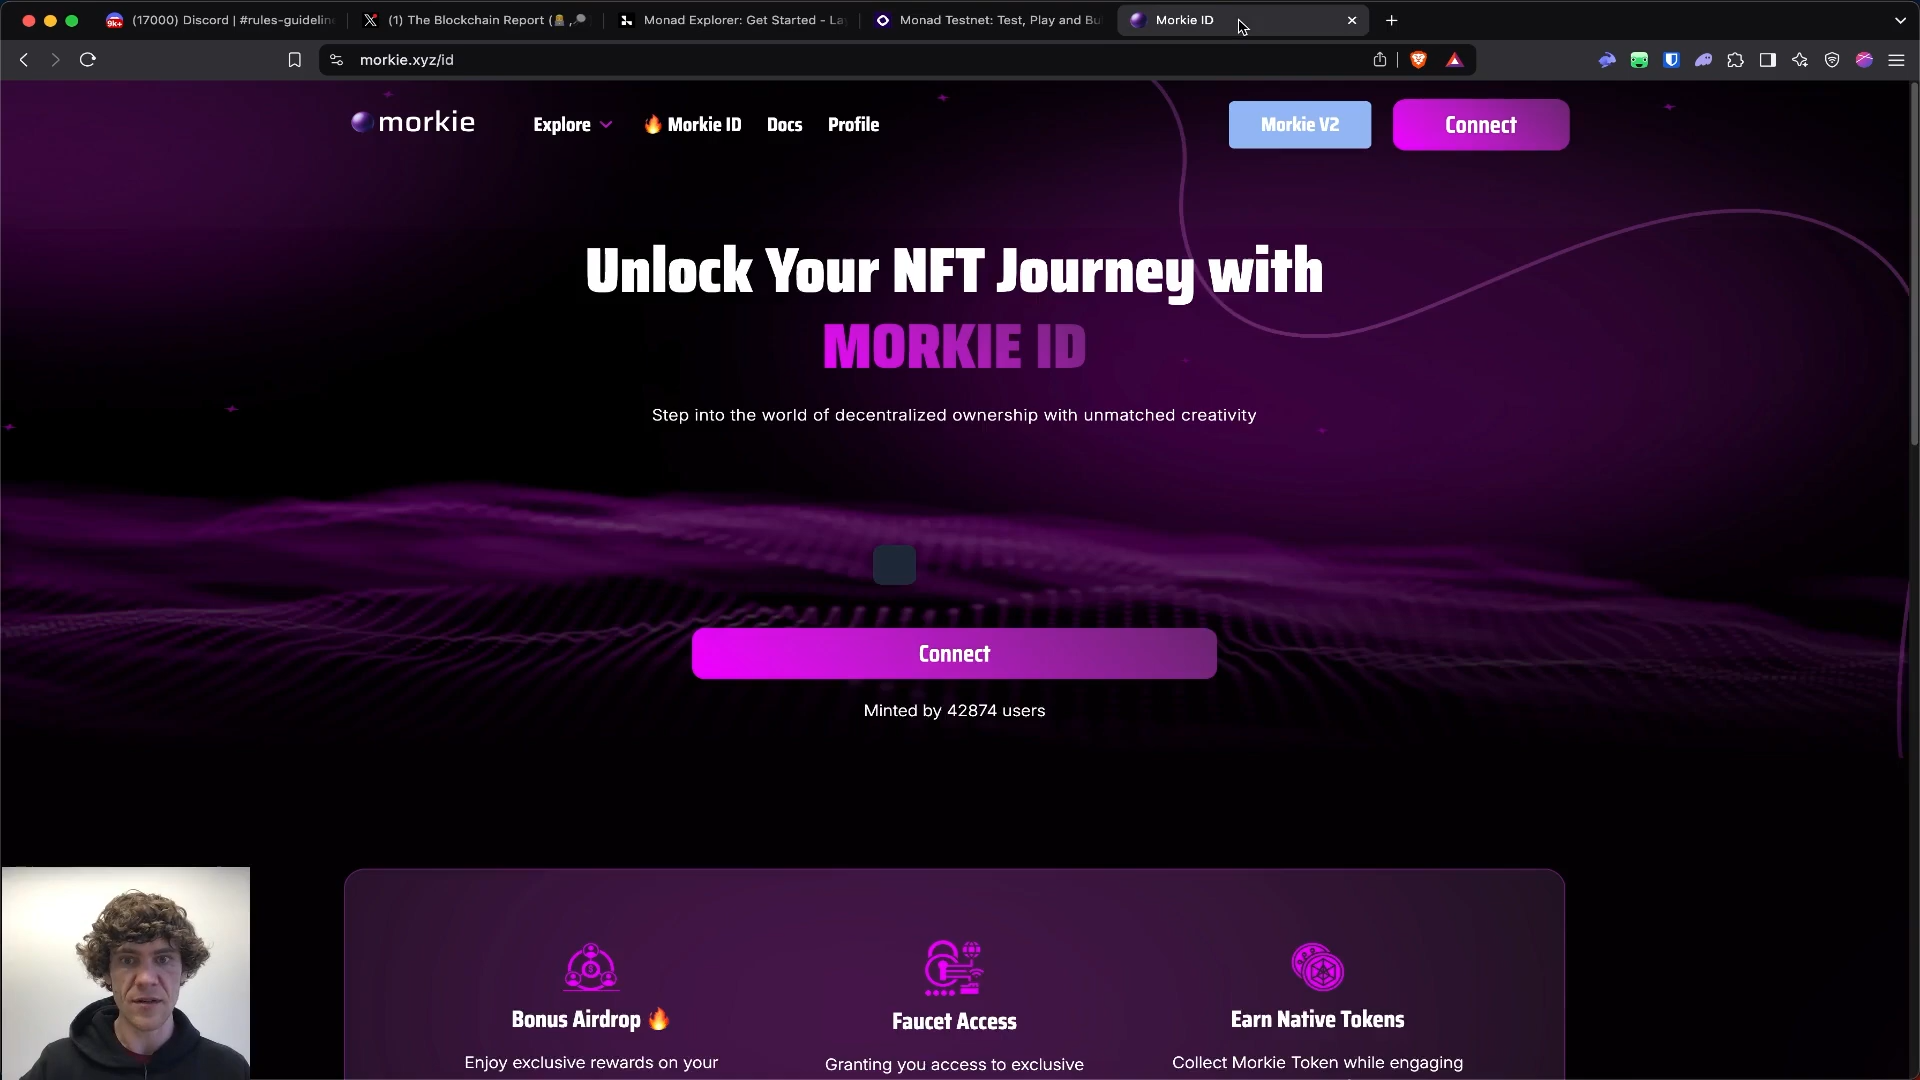 (17000) Discord | #rules-guideline
(1) The Blockchain Report (
Monad Explorer: Get Started - La
Monad Testnet: Test, Play and Bu
Morkie ID
morkie.xyz/id
morkie
Explore
🔥 Morkie ID
Docs
Profile
Morkie V2
Connect
Unlock Your NFT Journey with
MORKIE ID
Step into the world of decentralized ownership with unmatched creativity
Connect
Minted by 42874 users
Bonus Airdrop 🔥
Faucet Access
Earn Native Tokens
Enjoy exclusive rewards on your
Granting you access to exclusive
Collect Morkie Token while engaging